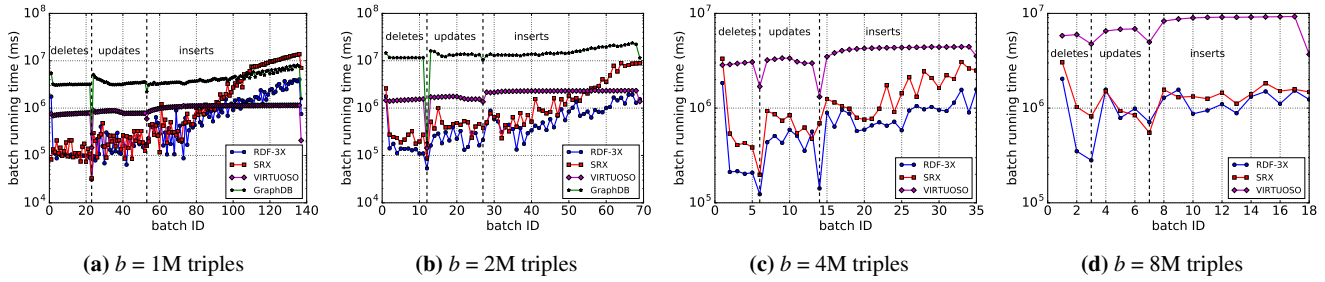 batch running time (ms)
10^8
10^7
10^6
10^5
10^4
deletes
updates
inserts
RDF-3X
SRX
VIRTUOSO
GraphDB
0 20 40 60 80 100 120 140
batch ID
(a) b = 1M triples
batch running time (ms)
10^8
10^7
10^6
10^5
10^4
deletes
updates
inserts
RDF-3X
SRX
VIRTUOSO
GraphDB
0 10 20 30 40 50 60 70
batch ID
(b) b = 2M triples
batch running time (ms)
10^7
10^6
10^5
deletes
updates
inserts
RDF-3X
SRX
VIRTUOSO
0 5 10 15 20 25 30 35
batch ID
(c) b = 4M triples
batch running time (ms)
10^7
10^6
10^5
deletes
updates
inserts
RDF-3X
SRX
VIRTUOSO
0 2 4 6 8 10 12 14 16 18
batch ID
(d) b = 8M triples